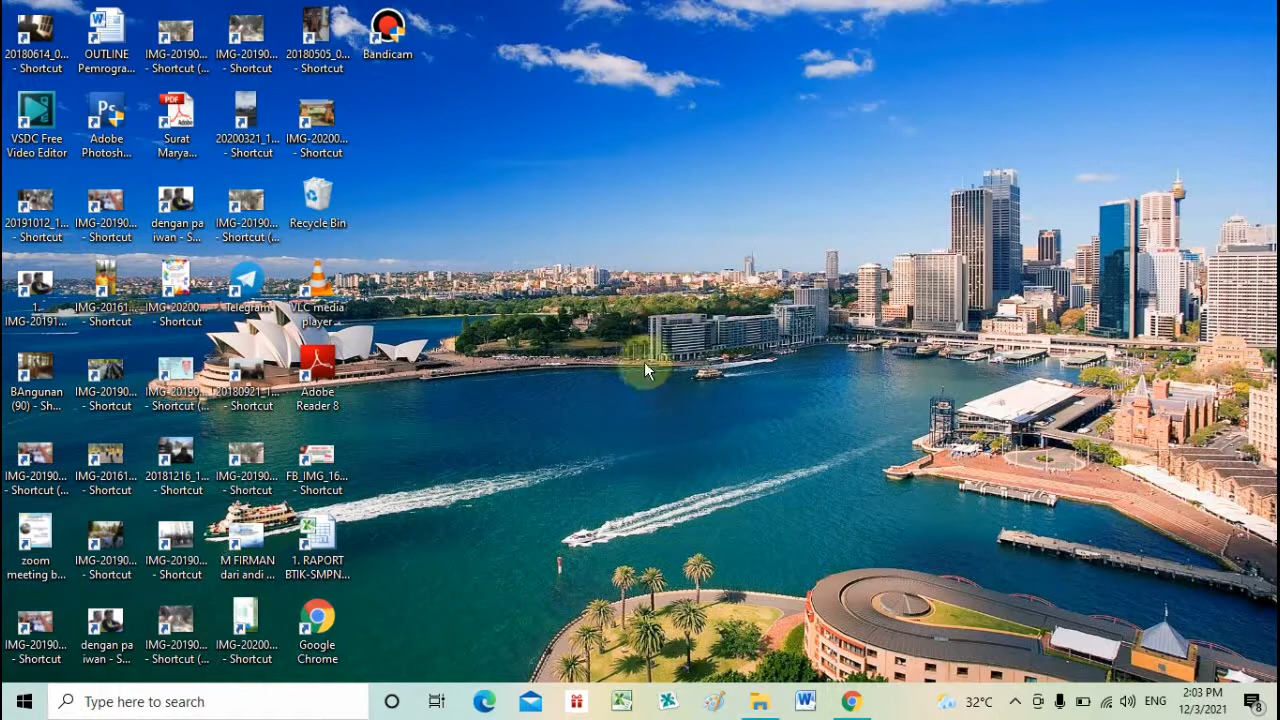 20180614_0...
- Shortcut
OUTLINE
Pemrogra...
IMG-20190...
- Shortcut (...
IMG-20190...
- Shortcut
20180505_0...
- Shortcut
Bandicam
VSDC Free
Video Editor
Adobe
Photosh...
Surat
Marya...
20200321_1...
- Shortcut
IMG-20200...
- Shortcut
20191012_1...
- Shortcut
IMG-20190...
- Shortcut
dengan pa
iwan - S...
IMG-20190...
- Shortcut (...
Recycle Bin
1.
IMG-20191...
IMG-20161...
- Shortcut
IMG-20200...
- Shortcut
Telegram
VLC media
player
BAngunan
(90) - Sh...
IMG-20190...
- Shortcut
IMG-20190...
- Shortcut (...
20180921_1...
- Shortcut
Adobe
Reader 8
IMG-20190...
- Shortcut (...
IMG-20161...
- Shortcut
20181216_1...
- Shortcut
IMG-20190...
- Shortcut
FB_IMG_16...
- Shortcut
zoom
meeting b...
IMG-20190...
- Shortcut
IMG-20190...
- Shortcut
M FIRMAN
dari andi ...
1. RAPORT
BTIK-SMPN...
IMG-20190...
- Shortcut
dengan pa
iwan - S...
IMG-20190...
- Shortcut (...
IMG-20200...
- Shortcut
Google
Chrome
Type here to search
32°C
ENG
2:03 PM
12/3/2021
8